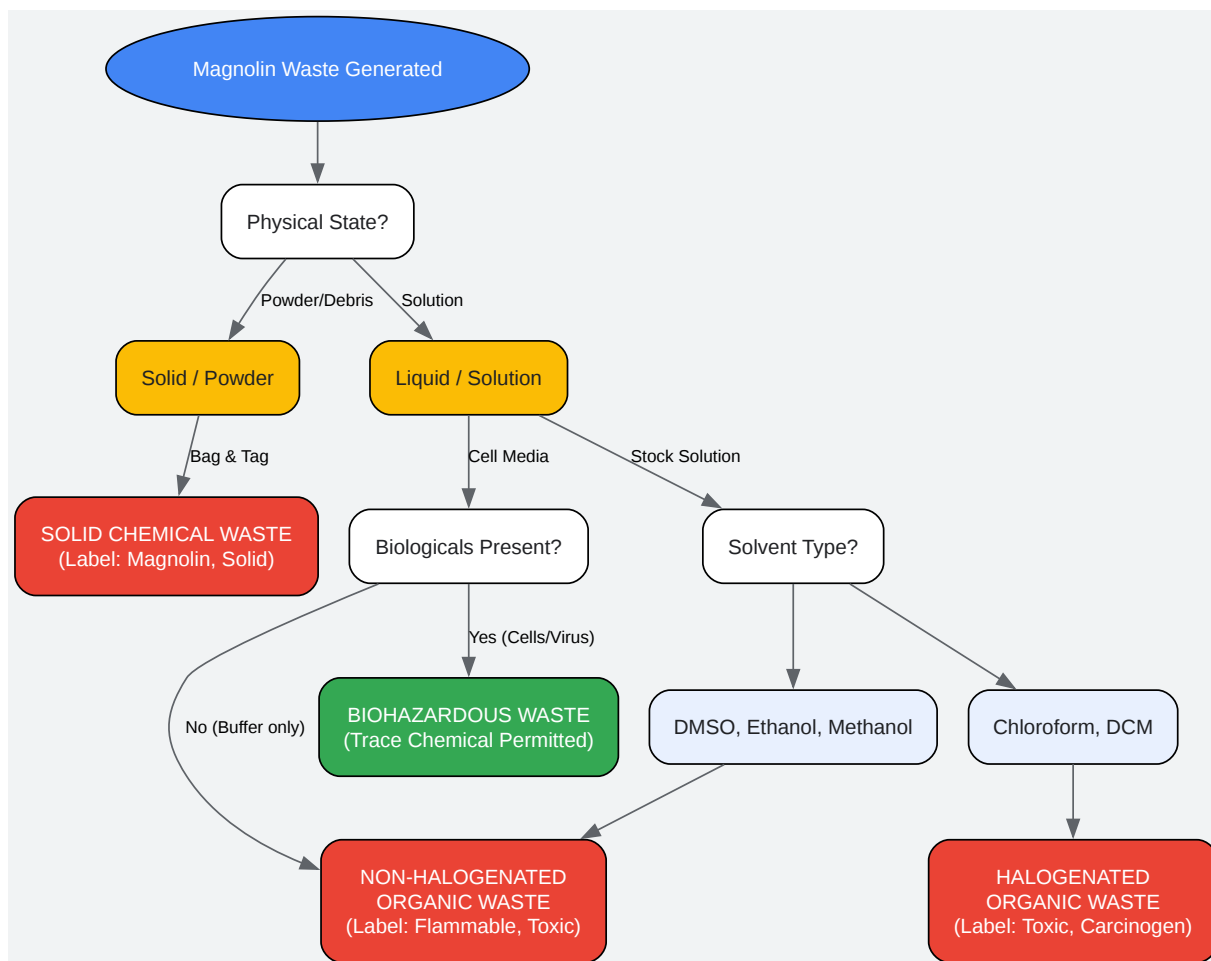 Magnolin Waste Generated
Physical State?
Powder/Debris
Solution
Solid / Powder
Liquid / Solution
Bag & Tag
Cell Media
Stock Solution
SOLID CHEMICAL WASTE
(Label: Magnolin, Solid)
Biologicals Present?
Solvent Type?
Yes (Cells/Virus)
No (Buffer only)
BIOHAZARDOUS WASTE
(Trace Chemical Permitted)
DMSO, Ethanol, Methanol
Chloroform, DCM
NON-HALOGENATED
ORGANIC WASTE
(Label: Flammable, Toxic)
HALOGENATED
ORGANIC WASTE
(Label: Toxic, Carcinogen)